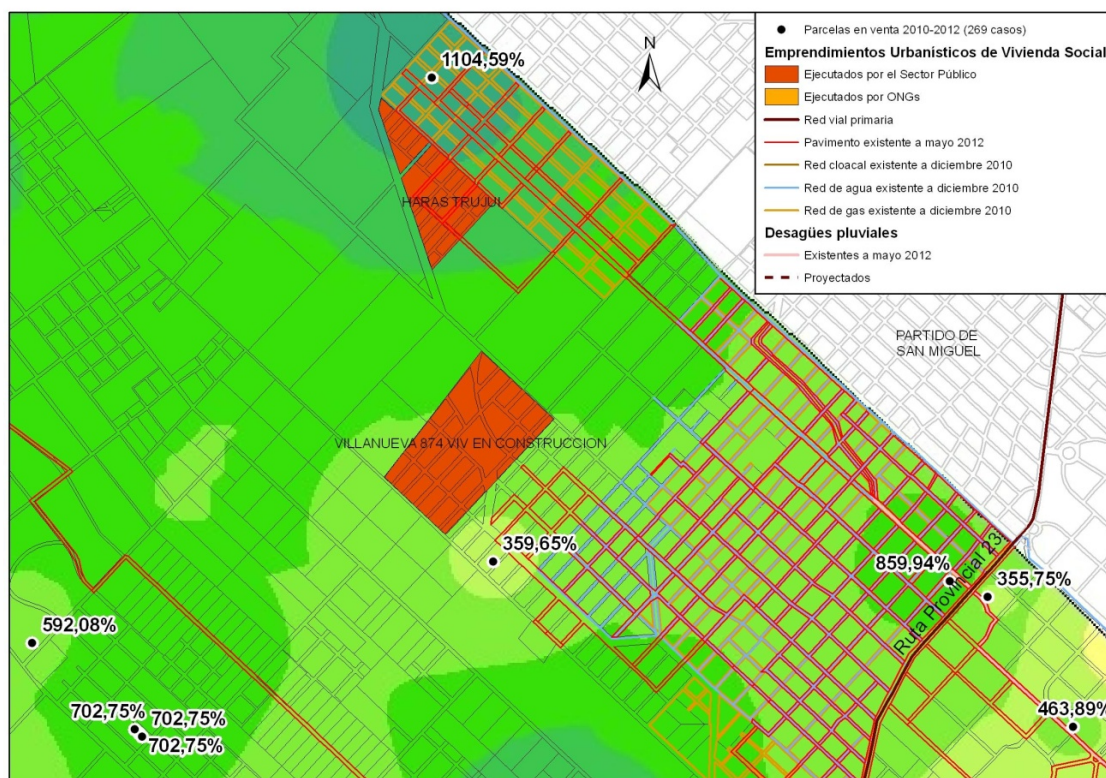 Parcelas en venta 2010-2012 (269 casos)
Emprendimientos Urbanísticos de Vivienda Social
Ejecutados por el Sector Público
Ejecutados por ONGs
Red vial primaria
Pavimento existente a mayo 2012
Red cloacal existente a diciembre 2010
Red de agua existente a diciembre 2010
Red de gas existente a diciembre 2010
Desagües pluviales
Existentes a mayo 2012
Proyectados
N
1104,59%
HARAS TRUJUI
PARTIDO DE
SAN MIGUEL
VILLANUEVA 874 VIV EN CONSTRUCCION
359,65%
859,94%
355,75%
Ruta Provincial 23
592,08%
702,75%
702,75%
702,75%
463,89%